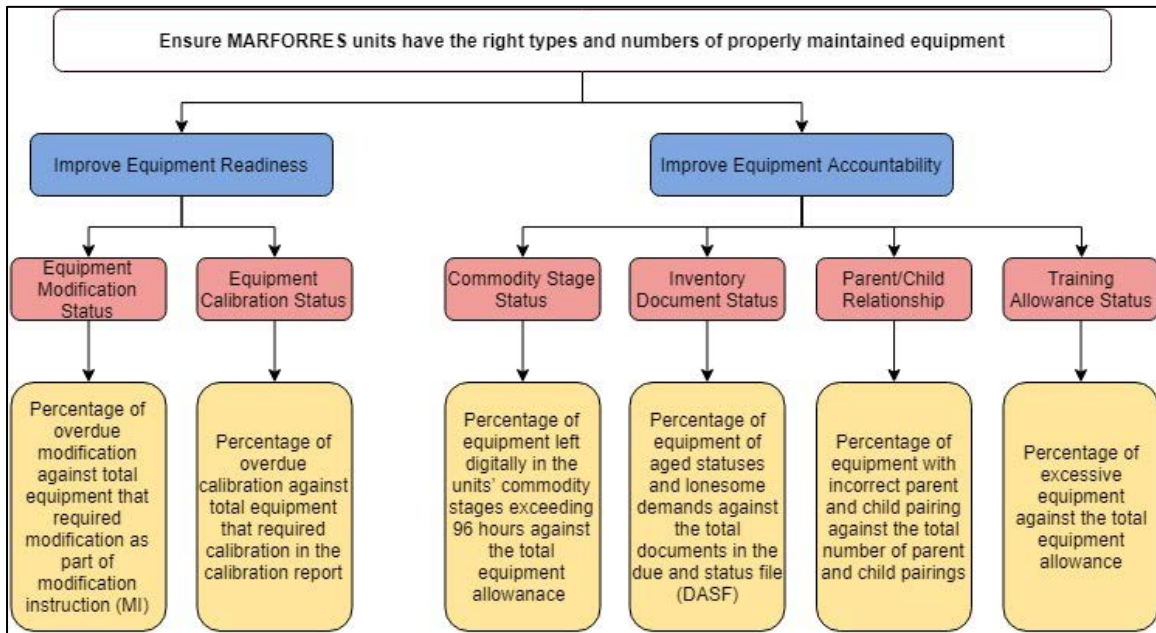 Ensure MARFORRES units have the right types and numbers of properly maintained equipment
Improve Equipment Readiness
Improve Equipment Accountability
Equipment
Modification
Status
Equipment
Calibration Status
Commodity Stage
Status
Inventory
Document Status
Parent/Child
Relationship
Training
Allowance Status
Percentage of
overdue
modification
against total
equipment that
required
modification as
part of
modification
instruction (MI)
Percentage of
overdue
calibration against
total equipment
that required
calibration in the
calibration report
Percentage of
equipment left
digitally in the
units' commodity
stages exceeding
96 hours against
the total
equipment
allowanace
Percentage of
equipment of
aged statuses
and lonesome
demands against
the total
documents in the
due and status file
(DASF)
Percentage of
equipment with
incorrect parent
and child pairing
against the total
number of parent
and child pairings
Percentage of
excessive
equipment
against the total
equipment
allowance